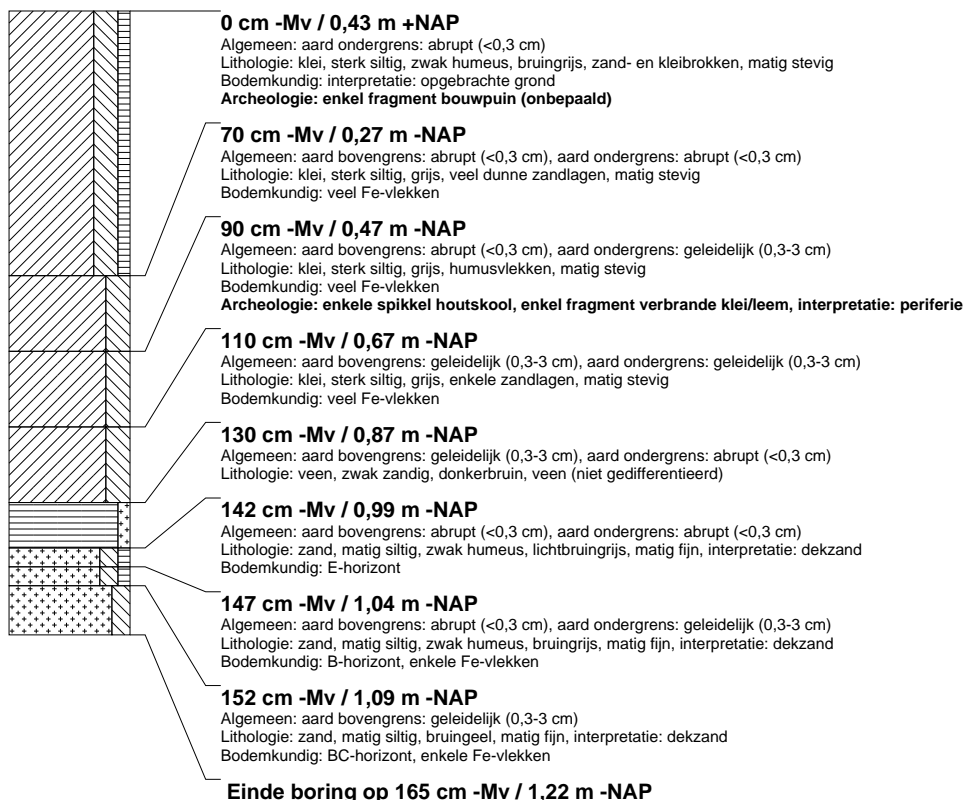 0 cm -Mv / 0,43 m +NAP
Algemeen: aard ondergrens: abrupt (<0,3 cm)
Lithologie: klei, sterk siltig, zwak humeus, bruingrijs, zand- en kleibrokken, matig stevig
Bodemkundig: interpretatie: opgebrachte grond
Archeologie: enkel fragment bouwpuin (onbepaald)
70 cm -Mv / 0,27 m -NAP
Algemeen: aard bovengrens: abrupt (<0,3 cm), aard ondergrens: abrupt (<0,3 cm)
Lithologie: klei, sterk siltig, grijs, veel dunne zandlagen, matig stevig
Bodemkundig: veel Fe-vlekken
90 cm -Mv / 0,47 m -NAP
Algemeen: aard bovengrens: abrupt (<0,3 cm), aard ondergrens: geleidelijk (0,3-3 cm)
Lithologie: klei, sterk siltig, grijs, humusvlekken, matig stevig
Bodemkundig: veel Fe-vlekken
Archeologie: enkele spikkel houtskool, enkel fragment verbrande klei/leem, interpretatie: periferie
110 cm -Mv / 0,67 m -NAP
Algemeen: aard bovengrens: geleidelijk (0,3-3 cm), aard ondergrens: geleidelijk (0,3-3 cm)
Lithologie: klei, sterk siltig, grijs, enkele zandlagen, matig stevig
Bodemkundig: veel Fe-vlekken
130 cm -Mv / 0,87 m -NAP
Algemeen: aard bovengrens: geleidelijk (0,3-3 cm), aard ondergrens: abrupt (<0,3 cm)
Lithologie: veen, zwak zandig, donkerbruin, veen (niet gedifferentieerd)
142 cm -Mv / 0,99 m -NAP
Algemeen: aard bovengrens: abrupt (<0,3 cm), aard ondergrens: abrupt (<0,3 cm)
Lithologie: zand, matig siltig, zwak humeus, lichtbruingrijs, matig fijn, interpretatie: dekzand
Bodemkundig: E-horizont
147 cm -Mv / 1,04 m -NAP
Algemeen: aard bovengrens: abrupt (<0,3 cm), aard ondergrens: geleidelijk (0,3-3 cm)
Lithologie: zand, matig siltig, zwak humeus, bruingrijs, matig fijn, interpretatie: dekzand
Bodemkundig: B-horizont, enkele Fe-vlekken
152 cm -Mv / 1,09 m -NAP
Algemeen: aard bovengrens: geleidelijk (0,3-3 cm)
Lithologie: zand, matig siltig, bruingeel, matig fijn, interpretatie: dekzand
Bodemkundig: BC-horizont, enkele Fe-vlekken
Einde boring op 165 cm -Mv / 1,22 m -NAP